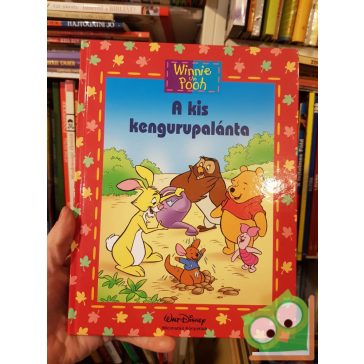 Winnie
the
Pooh
A kis
kengurupalánta
WALT DISNEY